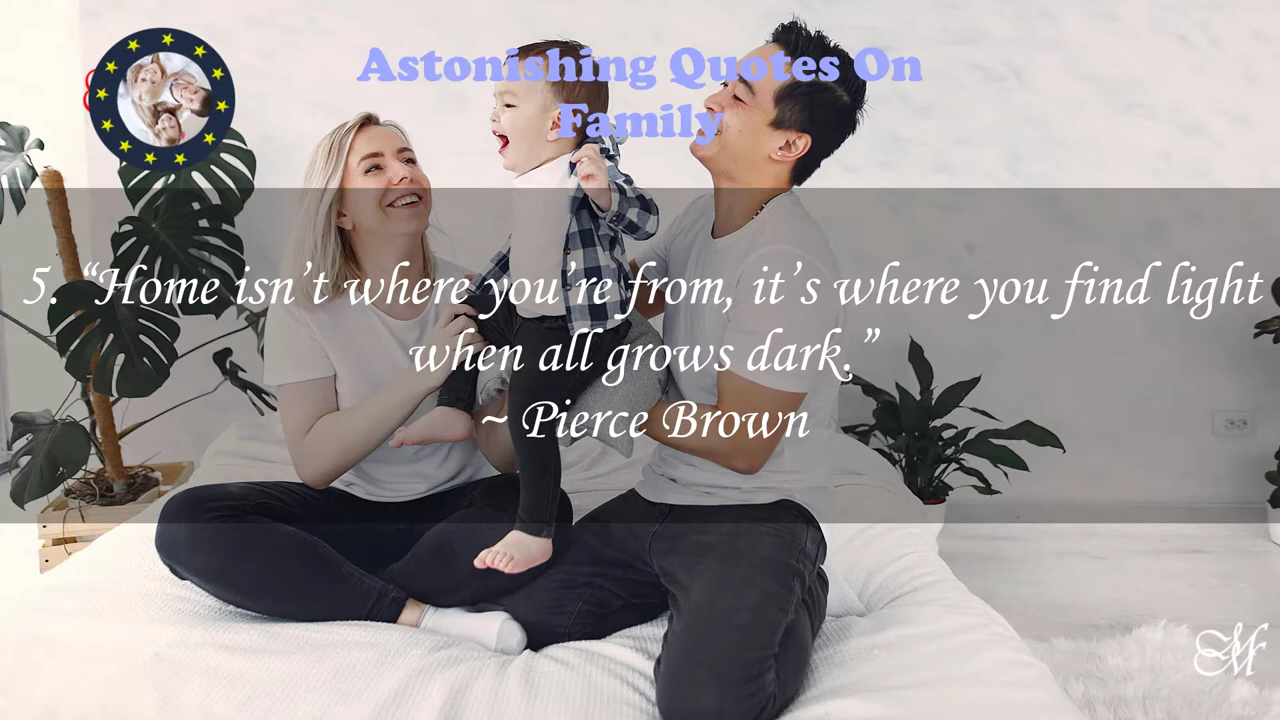 Astonishing Quotes On
Family
5. “Home isn’t where you’re from, it’s where you find light
when all grows dark.”
~ Pierce Brown